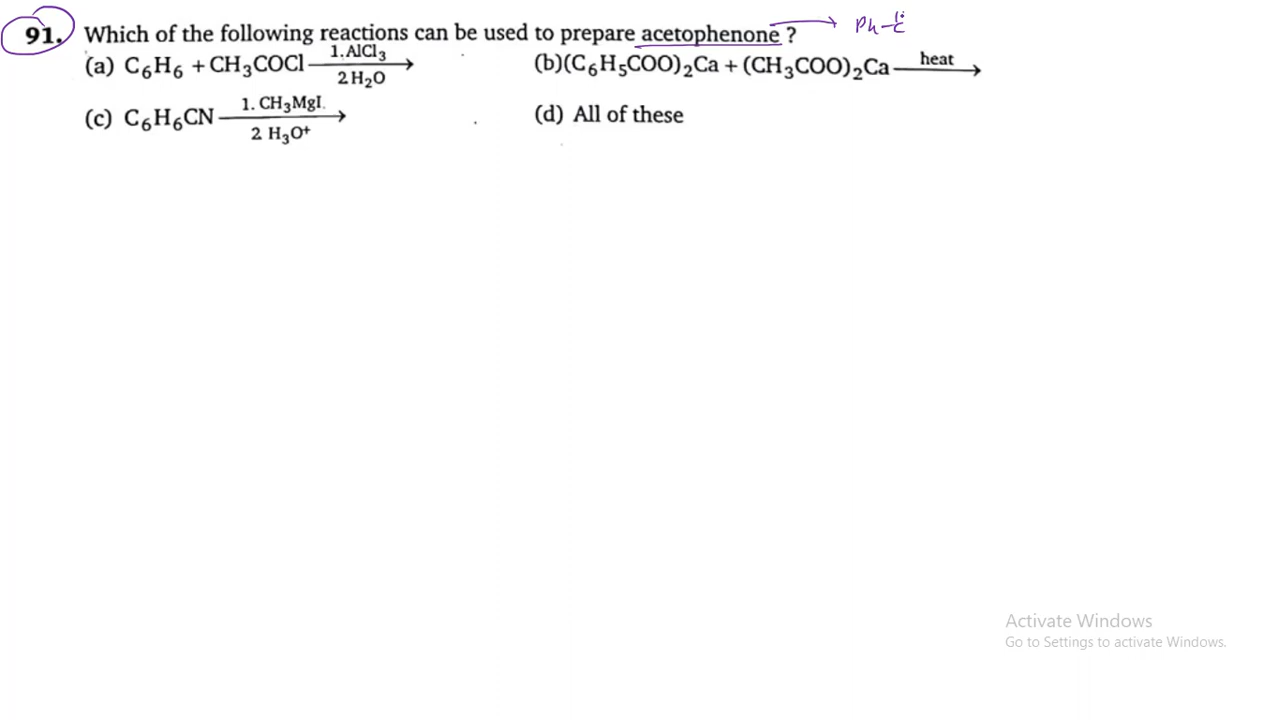 91. Which of the following reactions can be used to prepare acetophenone ? → Ph-C
(a) C6H6 + CH3COCl 1.AlCl3 2H2O → (b)(C6H5COO)2Ca + (CH3COO)2Ca heat →
(c) C6H6CN 1. CH3MgI. 2 H3O+ → (d) All of these
Activate Windows
Go to Settings to activate Windows.